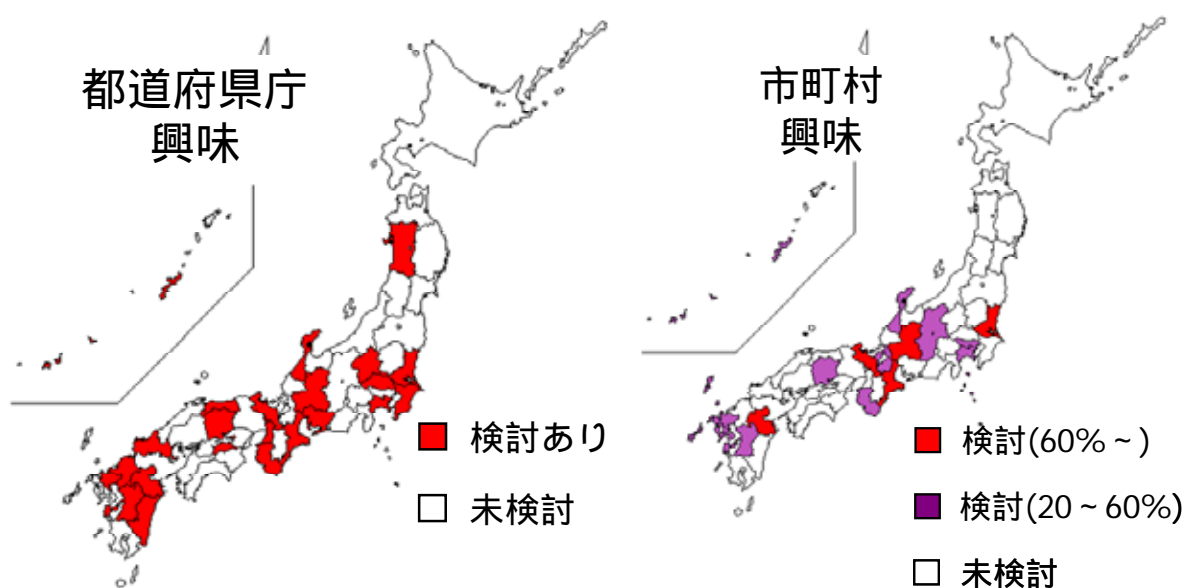 都道府県庁
興味
検討あり
未検討
市町村
興味
検討(60%~)
検討(20~60%)
未検討